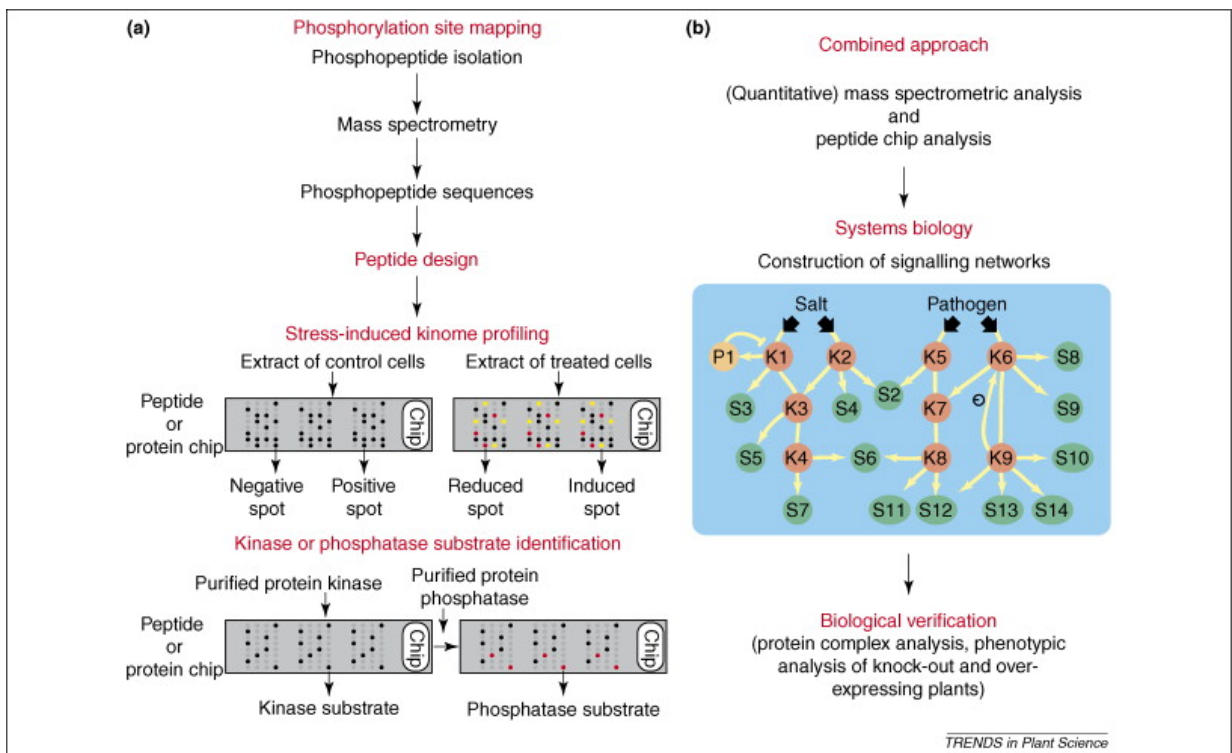 (a)
Phosphorylation site mapping
Phosphopeptide isolation
Mass spectrometry
Phosphopeptide sequences
Peptide design
Stress-induced kinome profiling
Extract of control cells
Extract of treated cells
Peptide
or
protein chip
Chip
Chip
Negative
spot
Positive
spot
Reduced
spot
Induced
spot
Kinase or phosphatase substrate identification
Purified protein kinase
Purified protein
phosphatase
Peptide
or
protein chip
Chip
Chip
Kinase substrate
Phosphatase substrate
(b)
Combined approach
(Quantitative) mass spectrometric analysis
and
peptide chip analysis
Systems biology
Construction of signalling networks
Salt
Pathogen
P1 K1 K2 K5 K6 S8
S3 K3 S4 S2 K7 S9
S5 K4 S6 K8 K9 S10
S7 S11 S12 S13 S14
Biological verification
(protein complex analysis, phenotypic
analysis of knock-out and over-
expressing plants)
TRENDS in Plant Science